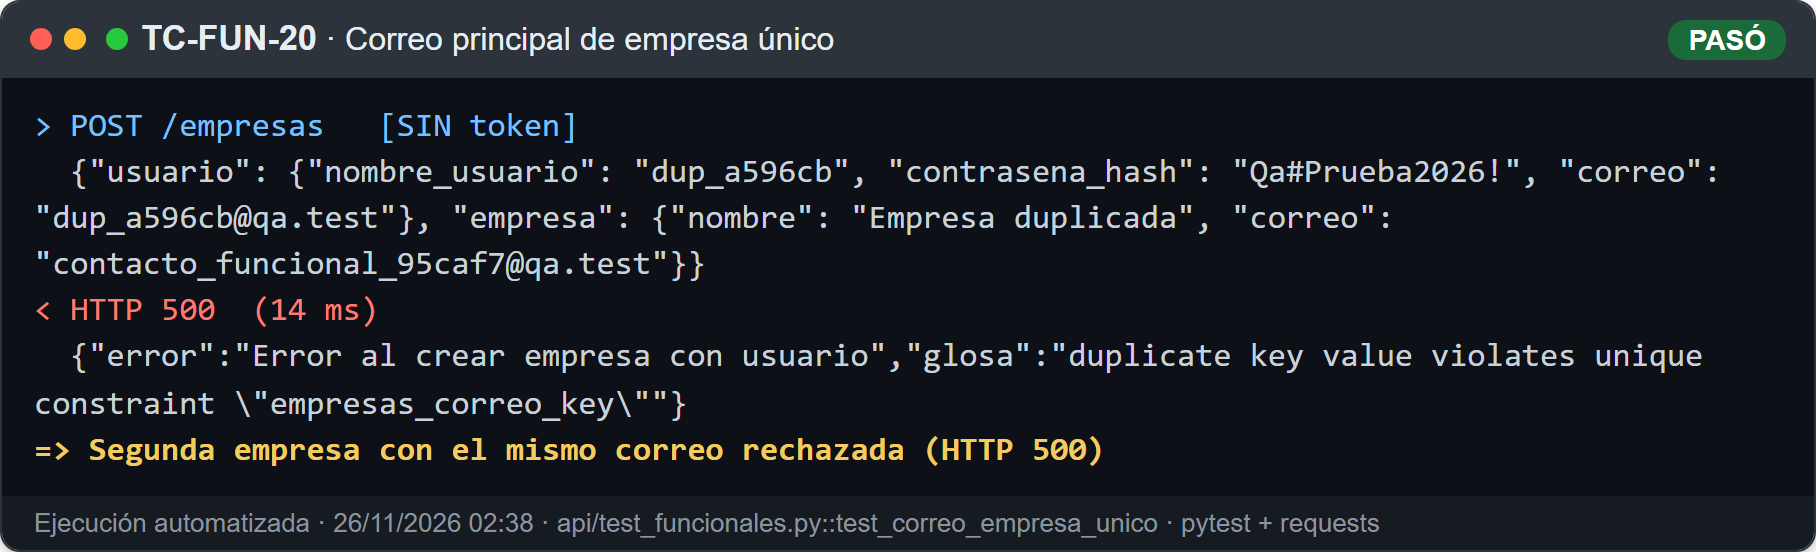 TC-FUN-20 · Correo principal de empresa único
PASÓ
> POST /empresas   [SIN token]
{"usuario": {"nombre_usuario": "dup_a596cb", "contrasena_hash": "Qa#Prueba2026!", "correo":
"dup_a596cb@qa.test"}, "empresa": {"nombre": "Empresa duplicada", "correo":
"contacto_funcional_95caf7@qa.test"}}
< HTTP 500  (14 ms)
{"error":"Error al crear empresa con usuario","glosa":"duplicate key value violates unique
constraint \"empresas_correo_key\""}
=> Segunda empresa con el mismo correo rechazada (HTTP 500)
Ejecución automatizada · 26/11/2026 02:38 · api/test_funcionales.py::test_correo_empresa_unico · pytest + requests